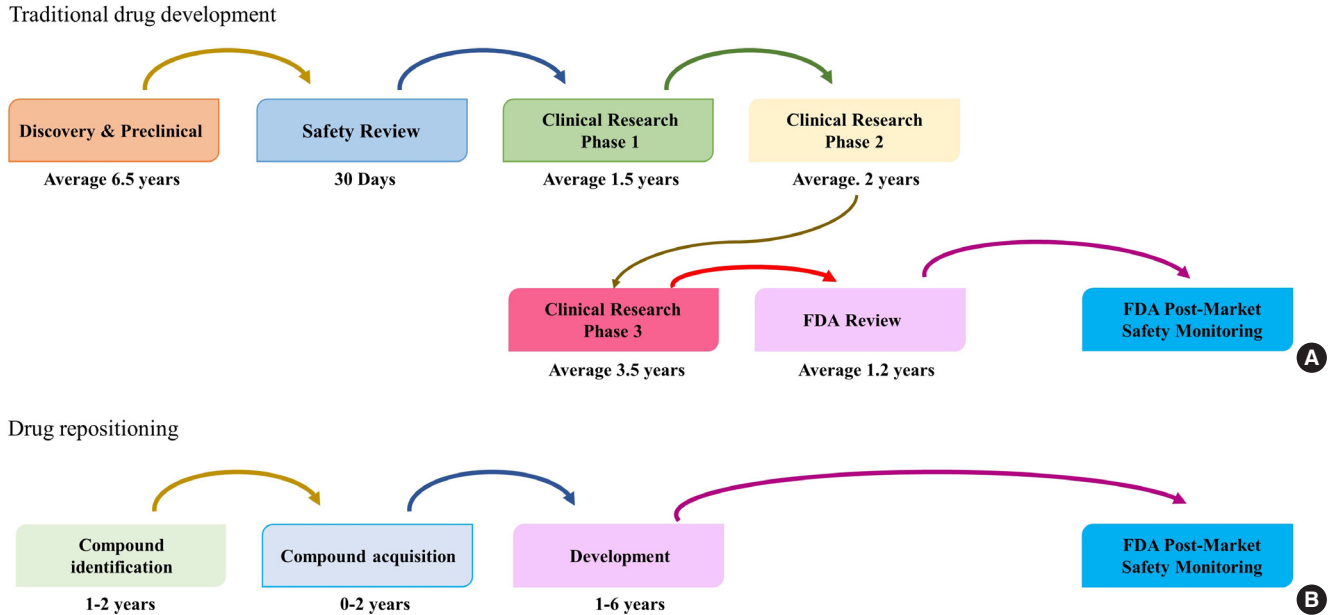 Traditional drug development
Discovery & Preclinical
Average 6.5 years
Safety Review
30 Days
Clinical Research
Phase 1
Average 1.5 years
Clinical Research
Phase 2
Average. 2 years
Clinical Research
Phase 3
Average 3.5 years
FDA Review
Average 1.2 years
FDA Post-Market
Safety Monitoring
A
Drug repositioning
Compound
identification
1-2 years
Compound acquisition
0-2 years
Development
1-6 years
FDA Post-Market
Safety Monitoring
B